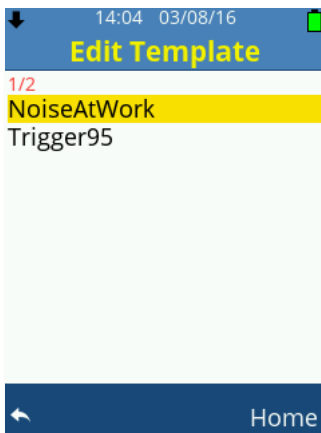 14:04 03/08/16
Edit Template
1/2
NoiseAtWork
Trigger95
Home